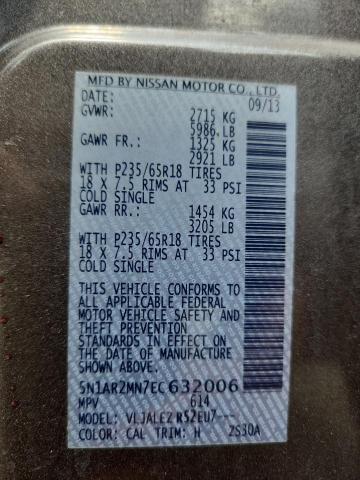 MFD BY NISSAN MOTOR CO., LTD.
DATE: 09/13
GVWR: 2715 KG
5986 LB
GAWR FR.: 1325 KG
2921 LB
WITH P235/65R18 TIRES
18 X 7.5 RIMS AT 33 PSI
COLD SINGLE
GAWR RR.: 1454 KG
3205 LB
WITH P235/65R18 TIRES
18 X 7.5 RIMS AT 33 PSI
COLD SINGLE
THIS VEHICLE CONFORMS TO
ALL APPLICABLE FEDERAL
MOTOR VEHICLE SAFETY AND
THEFT PREVENTION
STANDARDS IN EFFECT ON
THE DATE OF MANUFACTURE
SHOWN ABOVE.
5N1AR2MN7EC632006
MPV 614
MODEL: VLJALEZ R52EU7---
COLOR: CAL TRIM: H 2S30A